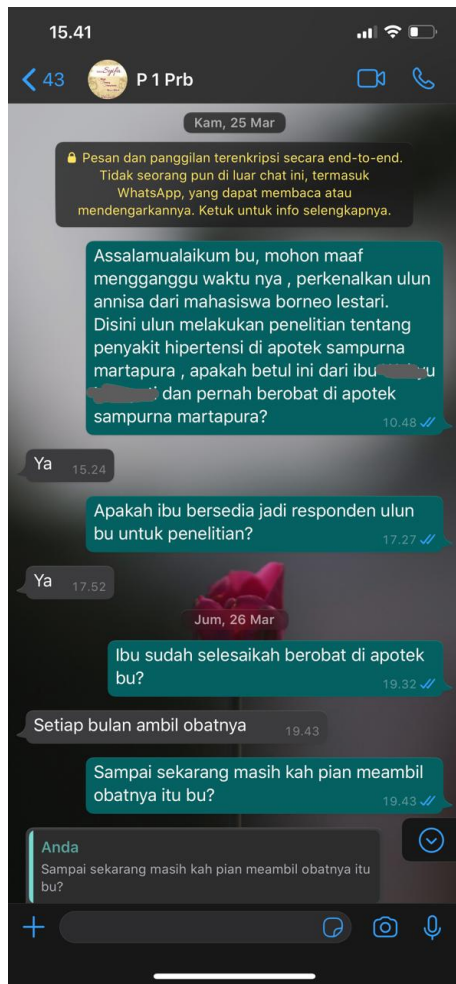 15.41
43
P 1 Prb
Kam, 25 Mar
Pesan dan panggilan terenkripsi secara end-to-end.
Tidak seorang pun di luar chat ini, termasuk
WhatsApp, yang dapat membaca atau
mendengarkannya. Ketuk untuk info selengkapnya.
Assalamualaikum bu, mohon maaf
mengganggu waktu nya , perkenalkan ulun
annisa dari mahasiswa borneo lestari.
Disini ulun melakukan penelitian tentang
penyakit hipertensi di apotek sampurna
martapura , apakah betul ini dari ibu
dan pernah berobat di apotek
sampurna martapura?
10.48
Ya
15.24
Apakah ibu bersedia jadi responden ulun
bu untuk penelitian?
17.27
Ya
17.52
Jum, 26 Mar
Ibu sudah selesaikah berobat di apotek
bu?
19.32
Setiap bulan ambil obatnya
19.43
Sampai sekarang masih kah pian meambil
obatnya itu bu?
19.43
Anda
Sampai sekarang masih kah pian meambil obatnya itu
bu?